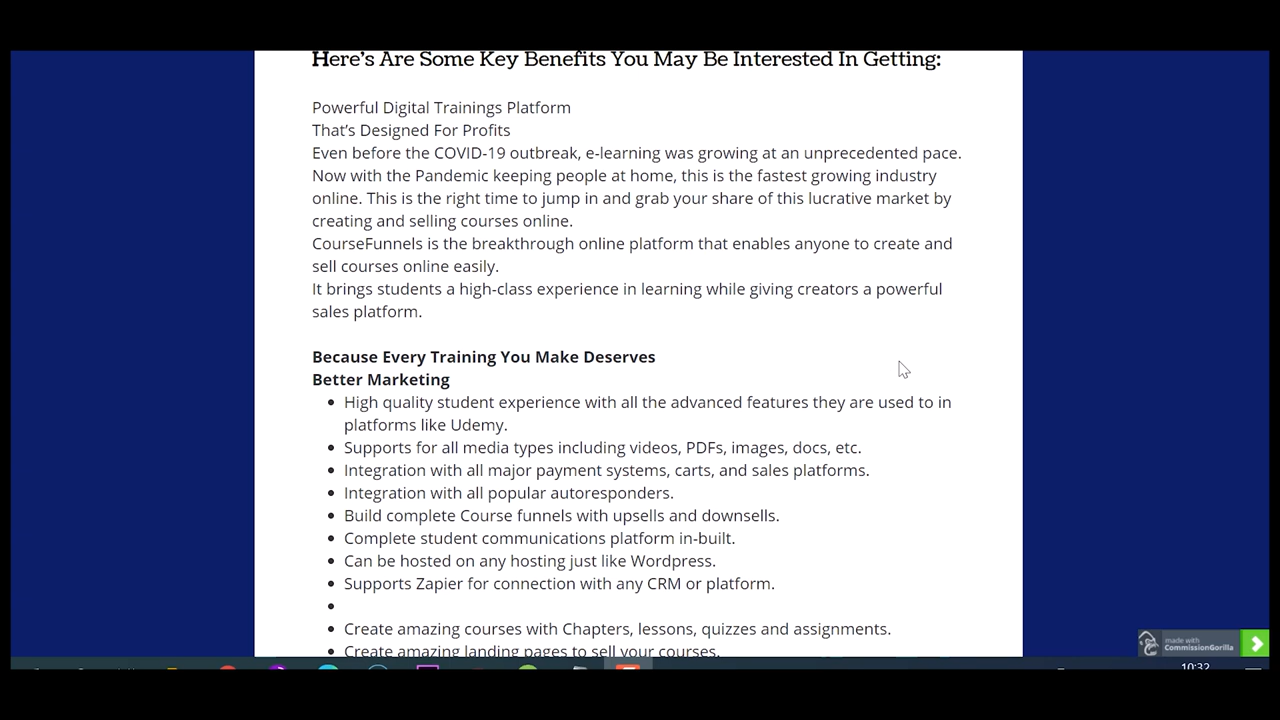 Here's Are Some Key Benefits You May Be Interested In Getting:
Powerful Digital Trainings Platform
That's Designed For Profits
Even before the COVID-19 outbreak, e-learning was growing at an unprecedented pace.
Now with the Pandemic keeping people at home, this is the fastest growing industry
online. This is the right time to jump in and grab your share of this lucrative market by
creating and selling courses online.
CourseFunnels is the breakthrough online platform that enables anyone to create and
sell courses online easily.
It brings students a high-class experience in learning while giving creators a powerful
sales platform.
Because Every Training You Make Deserves
Better Marketing
High quality student experience with all the advanced features they are used to in
platforms like Udemy.
Supports for all media types including videos, PDFs, images, docs, etc.
Integration with all major payment systems, carts, and sales platforms.
Integration with all popular autoresponders.
Build complete Course funnels with upsells and downsells.
Complete student communications platform in-built.
Can be hosted on any hosting just like Wordpress.
Supports Zapier for connection with any CRM or platform.
Create amazing courses with Chapters, lessons, quizzes and assignments.
Create amazing landing pages to sell your courses.
made with
CommissionGorilla
10:32